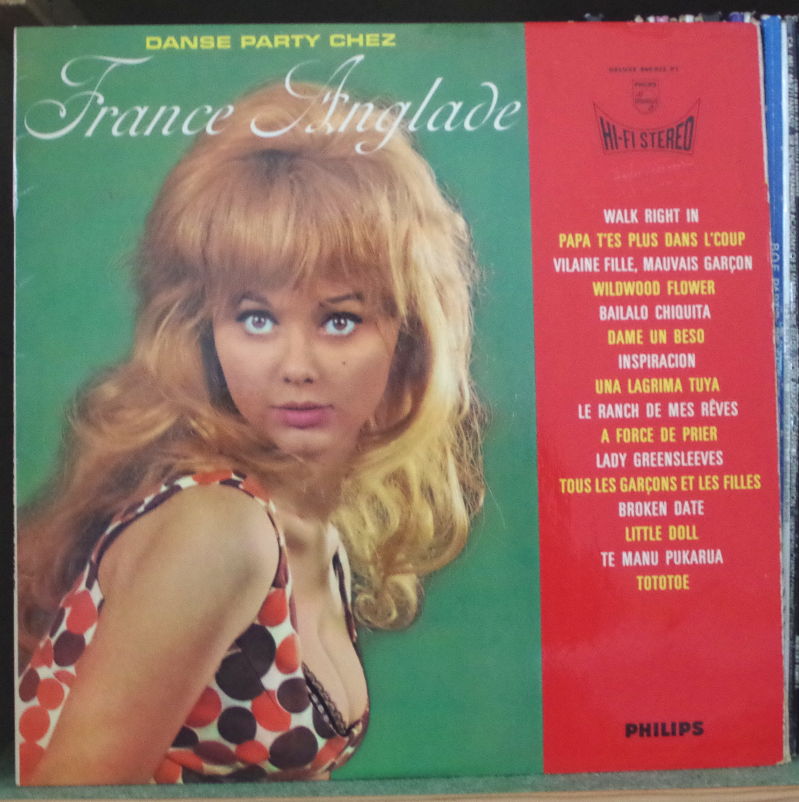 DANSE PARTY CHEZ
France Anglade
PHILIPS
HI-FI STEREO
WALK RIGHT IN
PAPA T'ES PLUS DANS L'COUP
VILAINE FILLE, MAUVAIS GARÇON
WILDWOOD FLOWER
BAILALO CHIQUITA
DAME UN BESO
INSPIRACION
UNA LAGRIMA TUYA
LE RANCH DE MES RÊVES
A FORCE DE PRIER
LADY GREENSLEEVES
TOUS LES GARÇONS ET LES FILLES
BROKEN DATE
LITTLE DOLL
TE MANU PUKARUA
TOTOTOE
PHILIPS